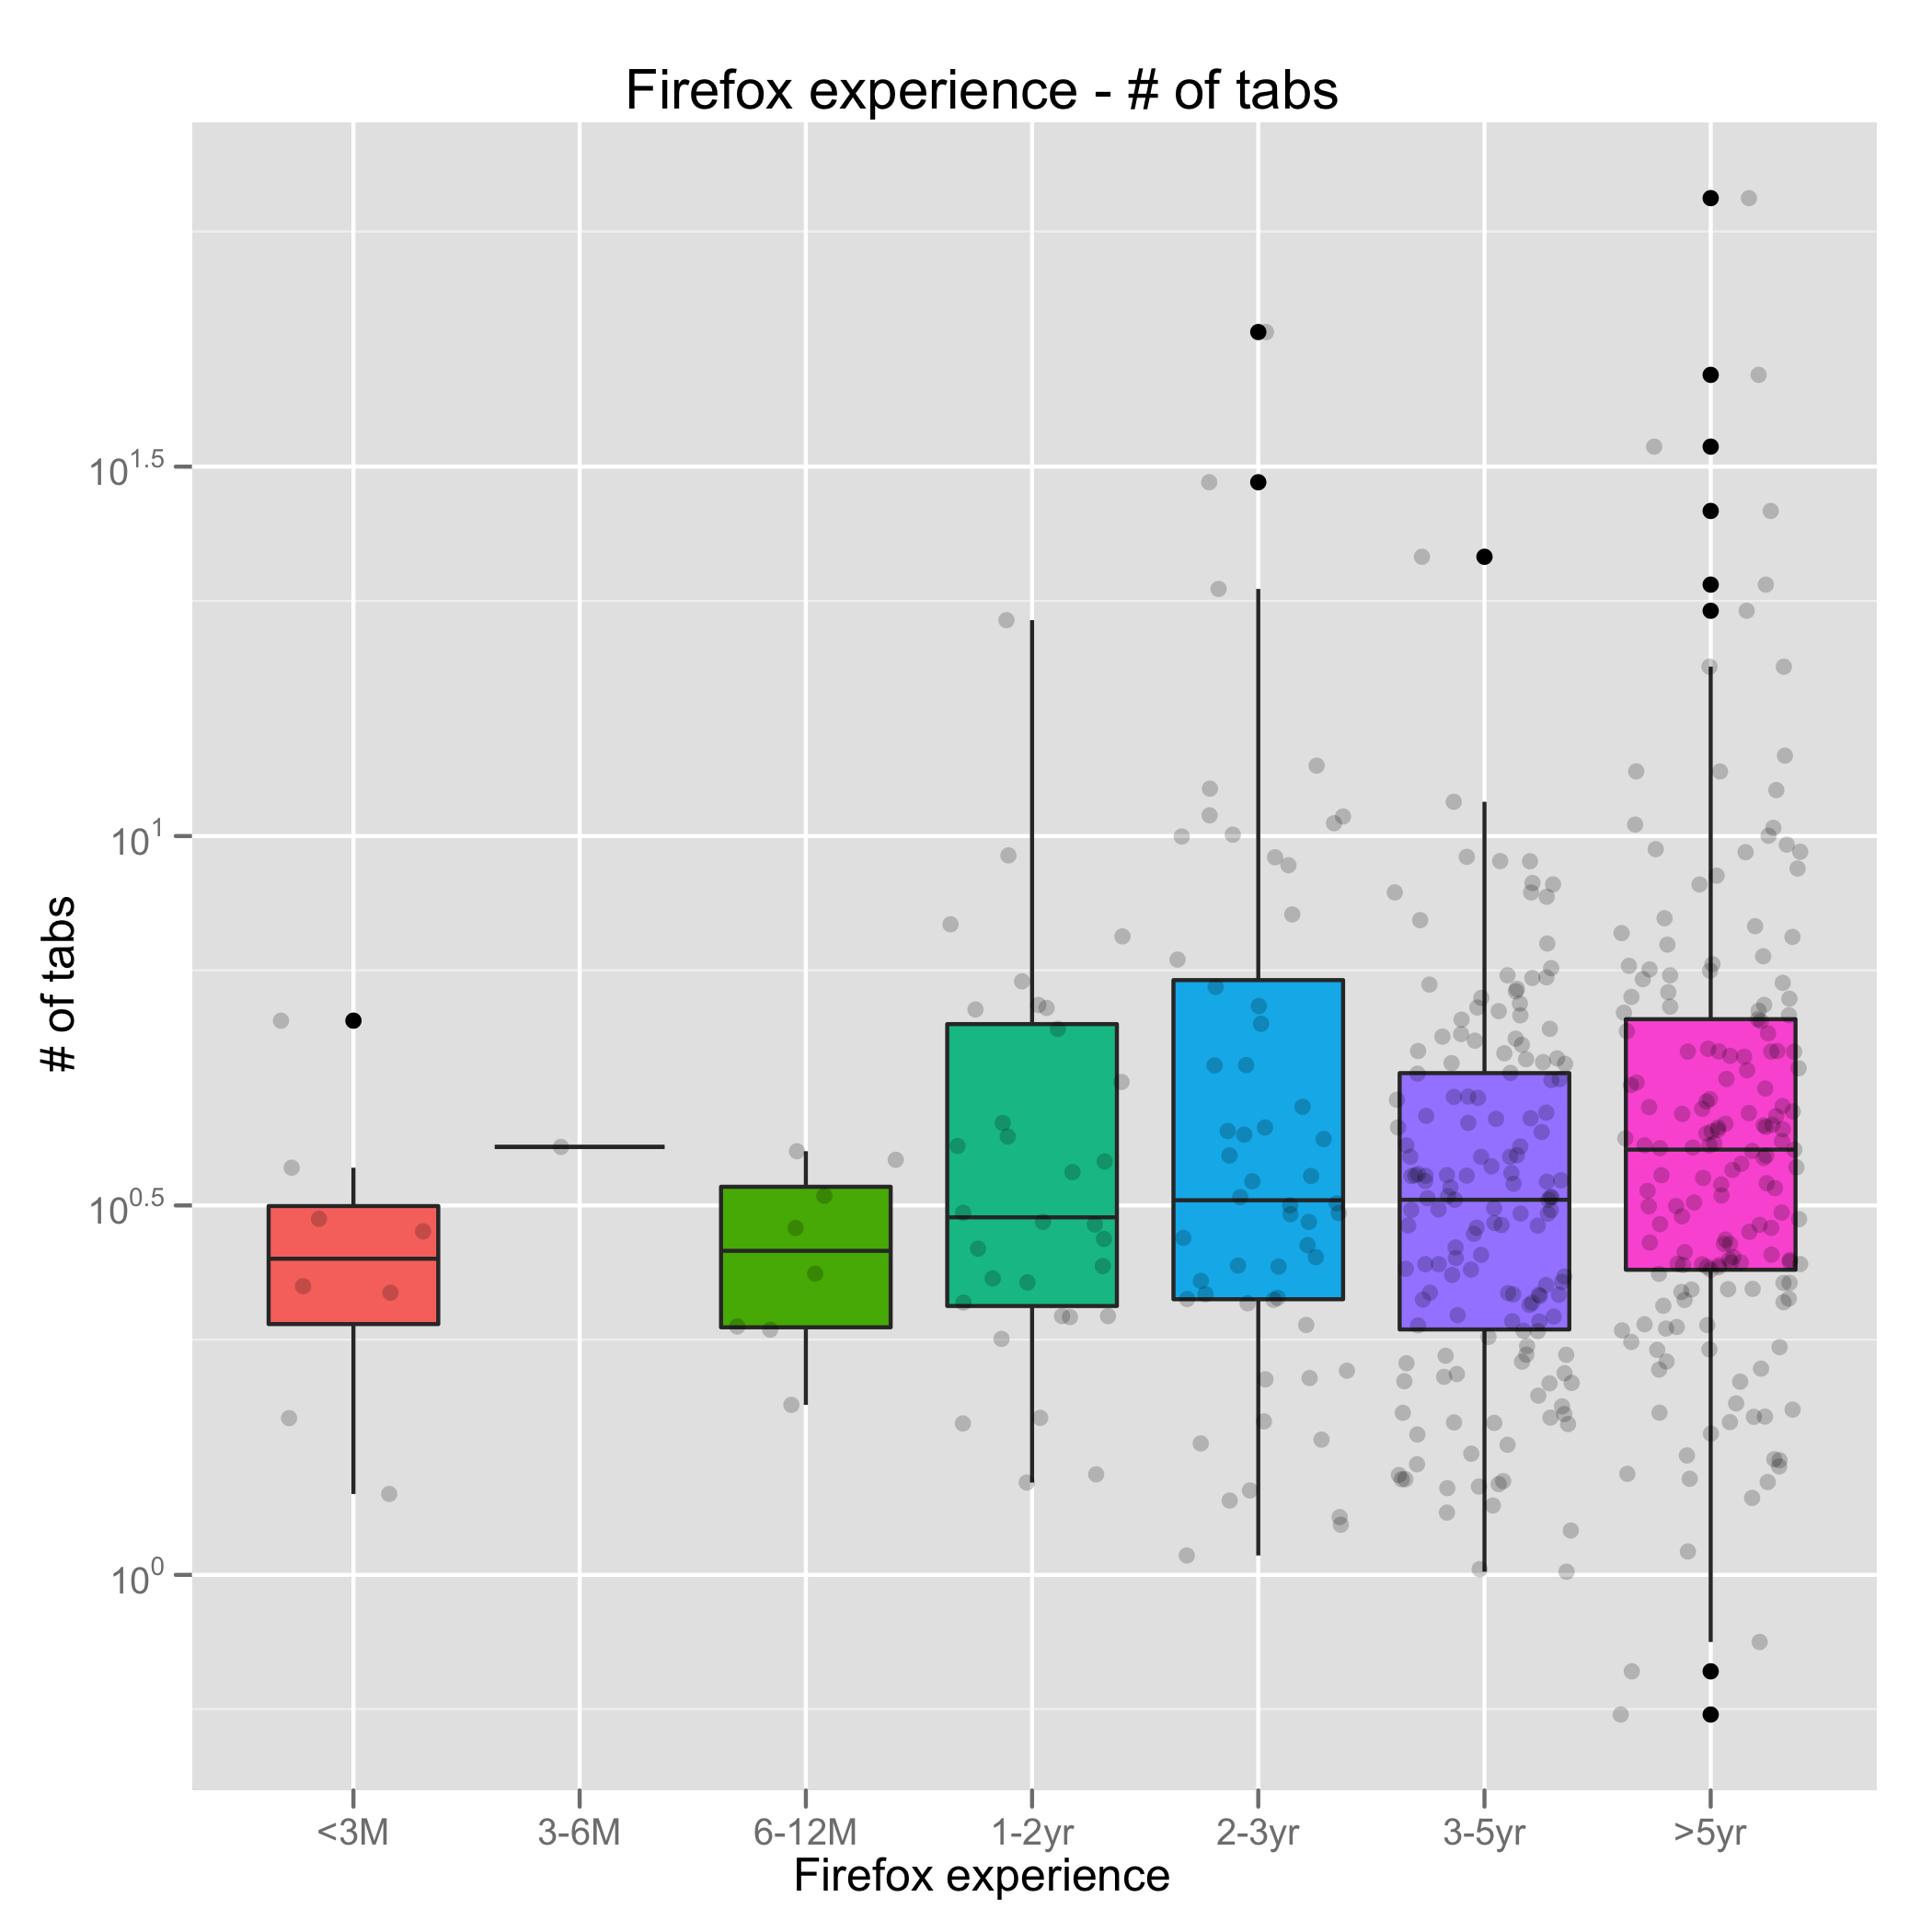 Firefox experience - # of tabs
# of tabs
10^1.5
10^1
10^0.5
10^0
<3M 3-6M 6-12M 1-2yr 2-3yr 3-5yr >5yr
Firefox experience